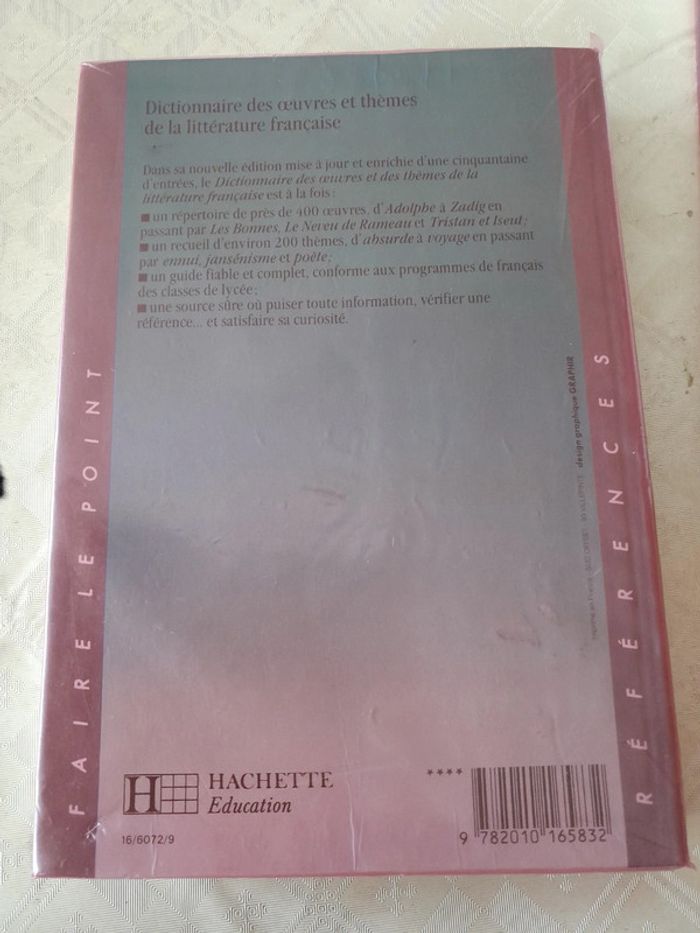 Dictionnaire des œuvres et thèmes
de la littérature française
Dans sa nouvelle édition mise à jour et enrichie d'une cinquantaine
d'entrées, le Dictionnaire des œuvres et des thèmes de la
littérature française est à la fois :
■ un répertoire de près de 400 œuvres, d'Adolphe à Zadig en
passant par Les Bonnes, Le Neveu de Rameau et Tristan et Iseut;
■ un recueil d'environ 200 thèmes, d'absurde à voyage en passant
par ennui, jansénisme et poète;
■ un guide fiable et complet, conforme aux programmes de français
des classes de lycée;
■ une source sûre où puiser toute information, vérifier une
référence... et satisfaire sa curiosité.
FAIRE LE POINT
RÉFÉRENCES
design graphique GRAPHIR
H HACHETTE
Education
16/6072/9
****
9 782010 165832